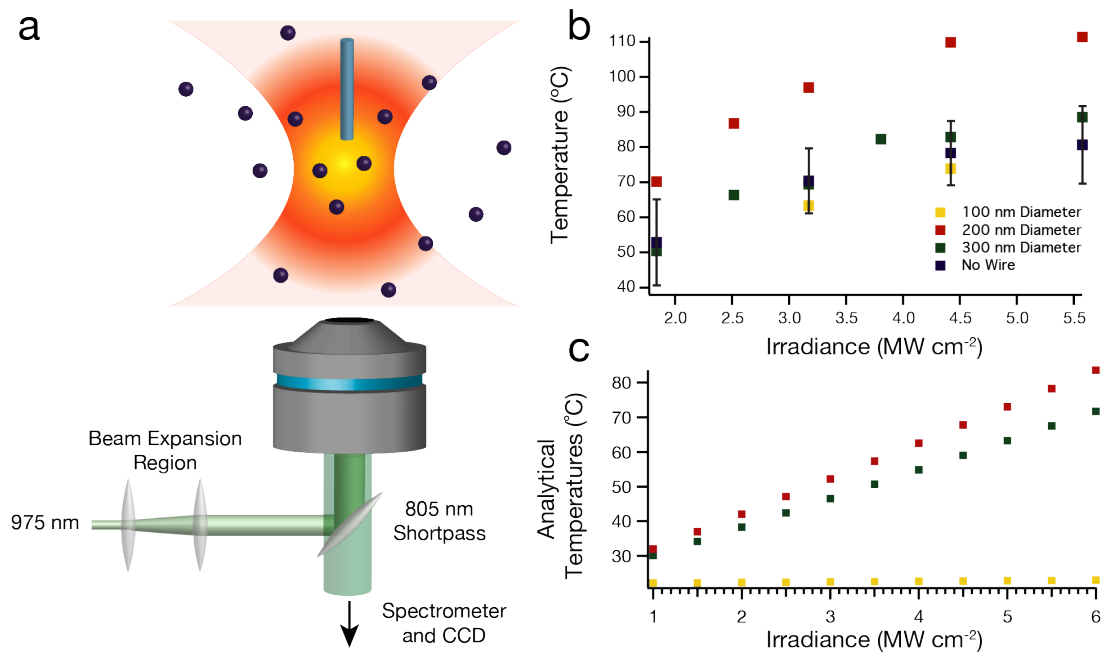 a
975 nm
Beam Expansion
Region
805 nm
Shortpass
Spectrometer
and CCD
b
Temperature (°C)
110
100
90
80
70
60
50
40
100 nm Diameter
200 nm Diameter
300 nm Diameter
No Wire
2.0 2.5 3.0 3.5 4.0 4.5 5.0 5.5
Irradiance (MW cm-2)
c
Analytical
Temperatures (°C)
80
70
60
50
40
30
1 2 3 4 5 6
Irradiance (MW cm-2)